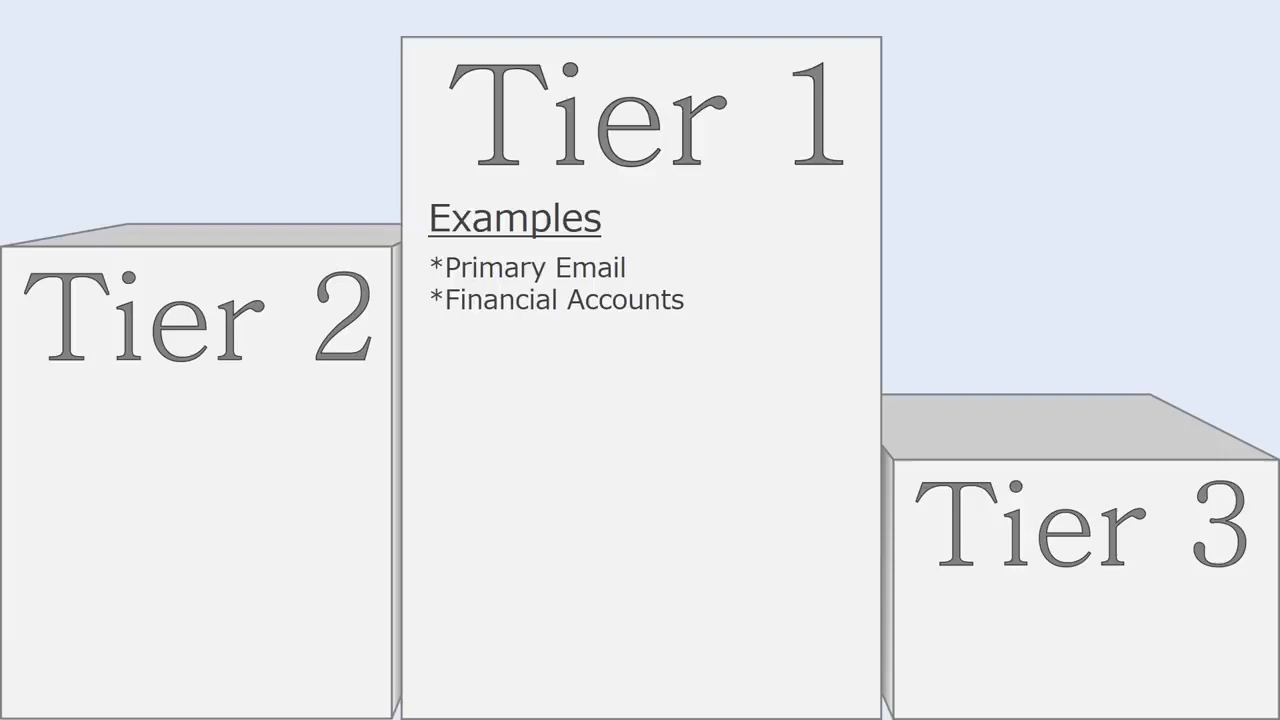 Tier 1
Examples
*Primary Email
*Financial Accounts
Tier 2
Tier 3